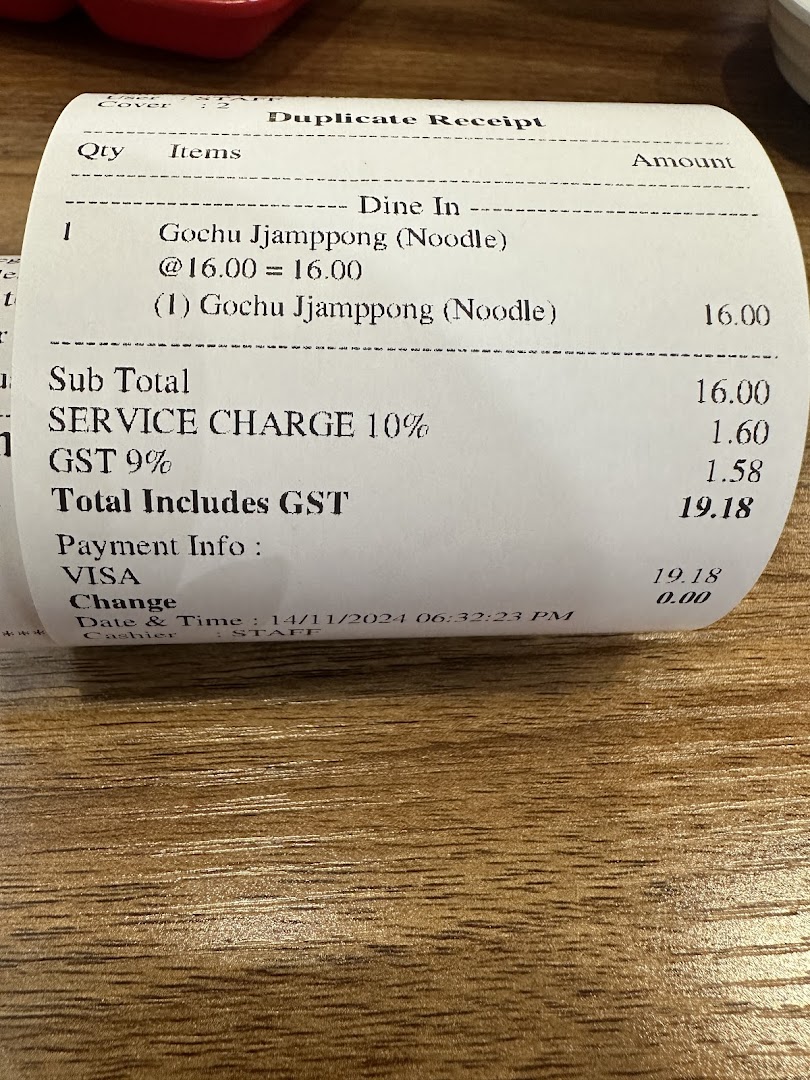 User : STAFF
Cover : 2
Duplicate Receipt
Qty Items Amount
Dine In
1 Gochu Jjamppong (Noodle)
@16.00 = 16.00
(1) Gochu Jjamppong (Noodle) 16.00
Sub Total 16.00
SERVICE CHARGE 10% 1.60
GST 9% 1.58
Total Includes GST 19.18
Payment Info :
VISA 19.18
Change 0.00
Date & Time : 14/11/2024 06:32:23 PM
Cashier : STAFF
***